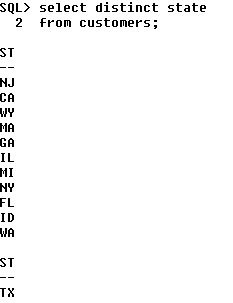 SQL> select distinct state
2 from customers;
ST
--
NJ
CA
WY
MA
GA
IL
MI
NY
FL
ID
WA
ST
--
TX